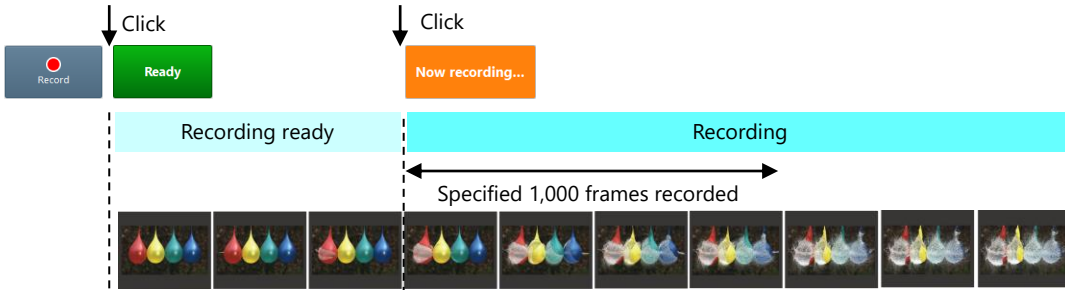 Click
Click
Record
Ready
Now recording...
Recording ready
Recording
Specified 1,000 frames recorded